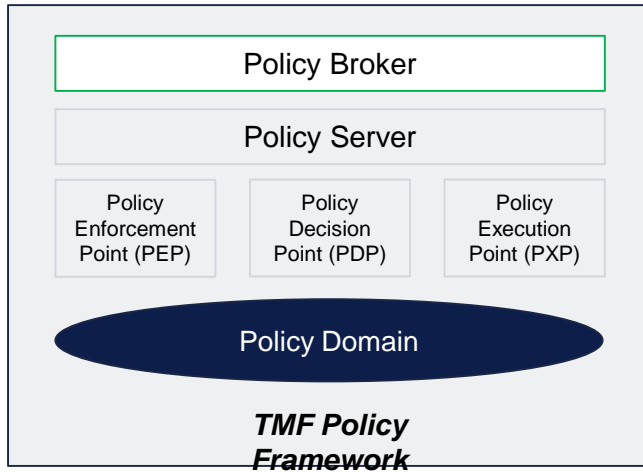 Policy Broker
Policy Server
Policy
Enforcement
Point (PEP)
Policy
Decision
Point (PDP)
Policy
Execution
Point (PXP)
Policy Domain
TMF Policy
Framework